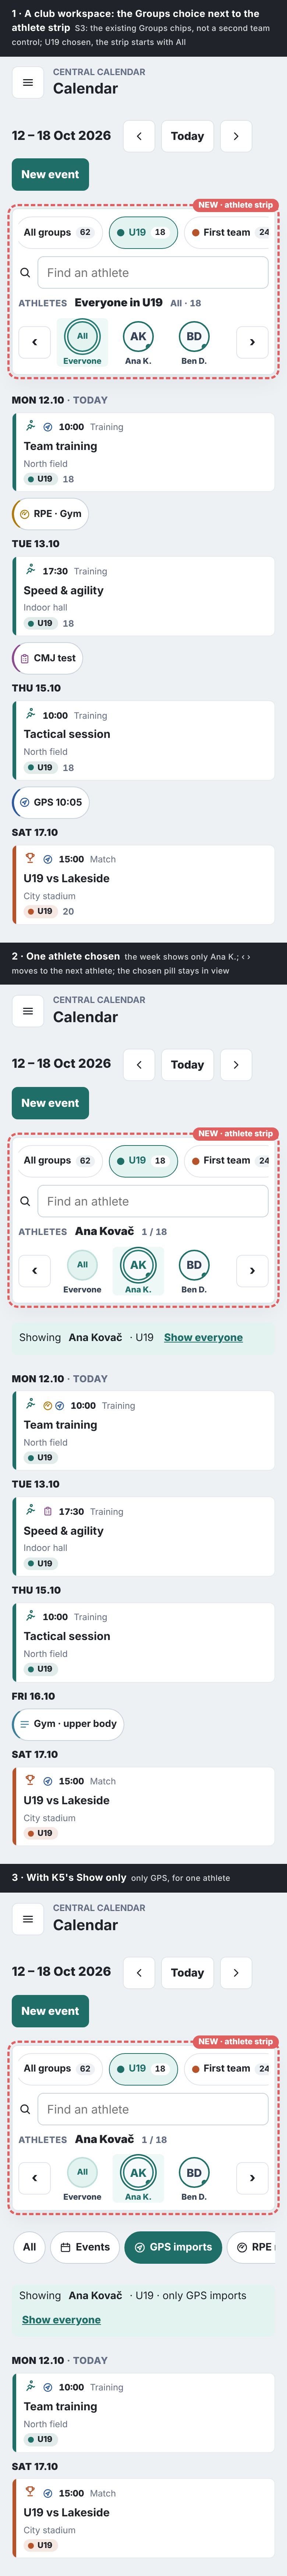 1 · A club workspace: the Groups choice next to the
athlete strip S3: the existing Groups chips, not a second team
control; U19 chosen, the strip starts with All
CENTRAL CALENDAR
Calendar
12 – 18 Oct 2026
Today
New event
NEW · athlete strip
All groups 62
U19 18
First team 24
Find an athlete
ATHLETES Everyone in U19 All · 18
All
AK
BD
Everyone
Ana K.
Ben D.
MON 12.10 · TODAY
10:00 Training
Team training
North field
U19 18
RPE · Gym
TUE 13.10
17:30 Training
Speed & agility
Indoor hall
U19 18
CMJ test
THU 15.10
10:00 Training
Tactical session
North field
U19 18
GPS 10:05
SAT 17.10
15:00 Match
U19 vs Lakeside
City stadium
U19 20
2 · One athlete chosen the week shows only Ana K.; ‹ ›
moves to the next athlete; the chosen pill stays in view
CENTRAL CALENDAR
Calendar
12 – 18 Oct 2026
Today
New event
NEW · athlete strip
All groups 62
U19 18
First team 24
Find an athlete
ATHLETES Ana Kovač 1 / 18
All
AK
BD
Everyone
Ana K.
Ben D.
Showing Ana Kovač · U19 Show everyone
MON 12.10 · TODAY
10:00 Training
Team training
North field
U19
TUE 13.10
17:30 Training
Speed & agility
Indoor hall
U19
THU 15.10
10:00 Training
Tactical session
North field
U19
FRI 16.10
Gym · upper body
SAT 17.10
15:00 Match
U19 vs Lakeside
City stadium
U19
3 · With K5's Show only only GPS, for one athlete
CENTRAL CALENDAR
Calendar
12 – 18 Oct 2026
Today
New event
NEW · athlete strip
All groups 62
U19 18
First team 24
Find an athlete
ATHLETES Ana Kovač 1 / 18
All
AK
BD
Everyone
Ana K.
Ben D.
All
Events
GPS imports
RPE
Showing Ana Kovač · U19 · only GPS imports
Show everyone
MON 12.10 · TODAY
10:00 Training
Team training
North field
U19
SAT 17.10
15:00 Match
U19 vs Lakeside
City stadium
U19